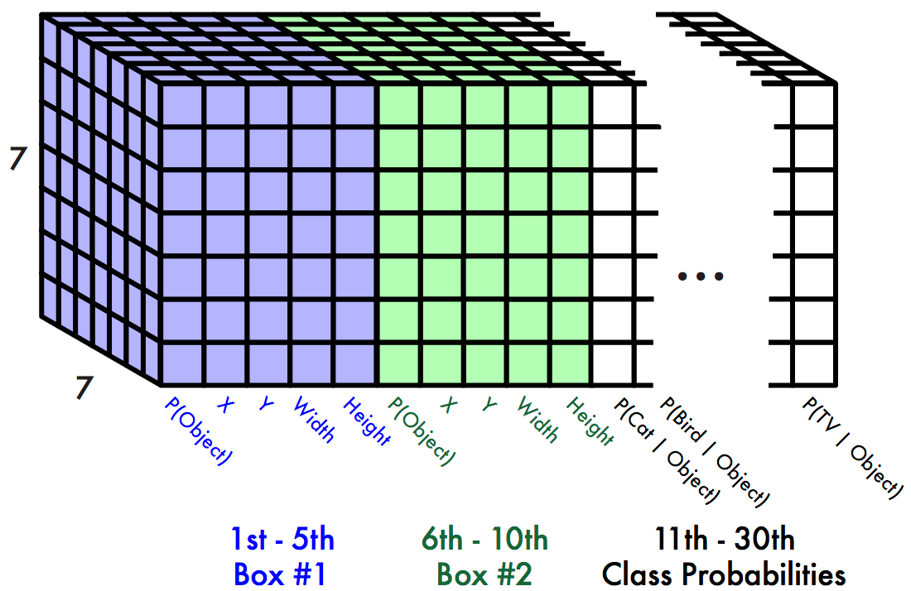 7
7
P(Object)
X
Y
Width
Height
P(Object)
X
Y
Width
Height
P(Cat | Object)
P(Bird | Object)
P(TV | Object)
...
1st - 5th
Box #1
6th - 10th
Box #2
11th - 30th
Class Probabilities